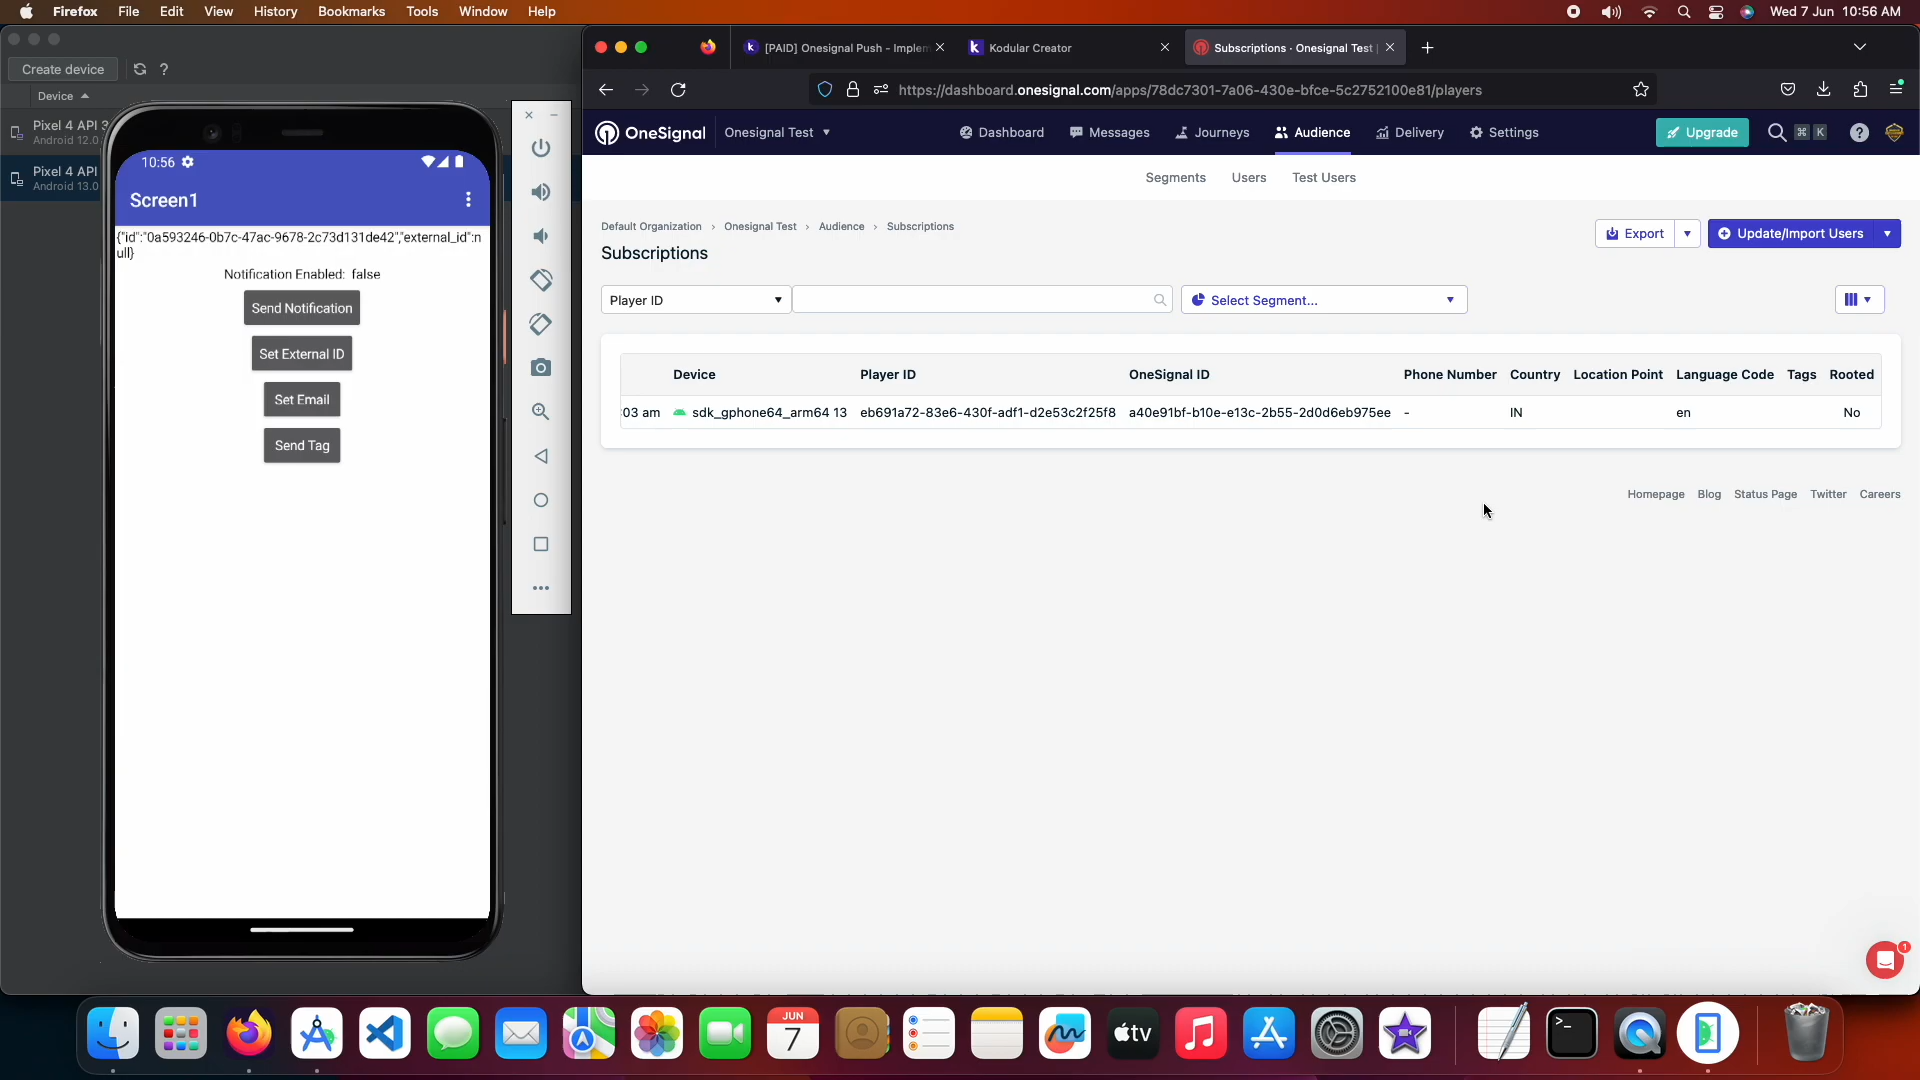 Firefox File Edit View History Bookmarks Tools Window Help
Wed 7 Jun 10:56 AM
Create device
?
Device
Pixel 4 API 3
Android 12.0
Pixel 4 API
Android 13.0
10:56
Screen1
{"id":"0a593246-0b7c-47ac-9678-2c73d131de42","external_id":n
ull}
Notification Enabled: false
Send Notification
Set External ID
Set Email
Send Tag
[PAID] Onesignal Push - Implem
Kodular Creator
Subscriptions · Onesignal Test |
https://dashboard.onesignal.com/apps/78dc7301-7a06-430e-bfce-5c2752100e81/players
OneSignal
Onesignal Test
Dashboard
Messages
Journeys
Audience
Delivery
Settings
Upgrade
⌘ K
?
Segments
Users
Test Users
Default Organization › Onesignal Test › Audience › Subscriptions
Subscriptions
Export
Update/Import Users
Player ID
Select Segment...
Device Player ID OneSignal ID Phone Number Country Location Point Language Code Tags Rooted
:03 am sdk_gphone64_arm64 13 eb691a72-83e6-430f-adf1-d2e53c2f25f8 a40e91bf-b10e-e13c-2b55-2d0d6eb975ee - IN en No
Homepage Blog Status Page Twitter Careers
1
JUN
7
tv
>_